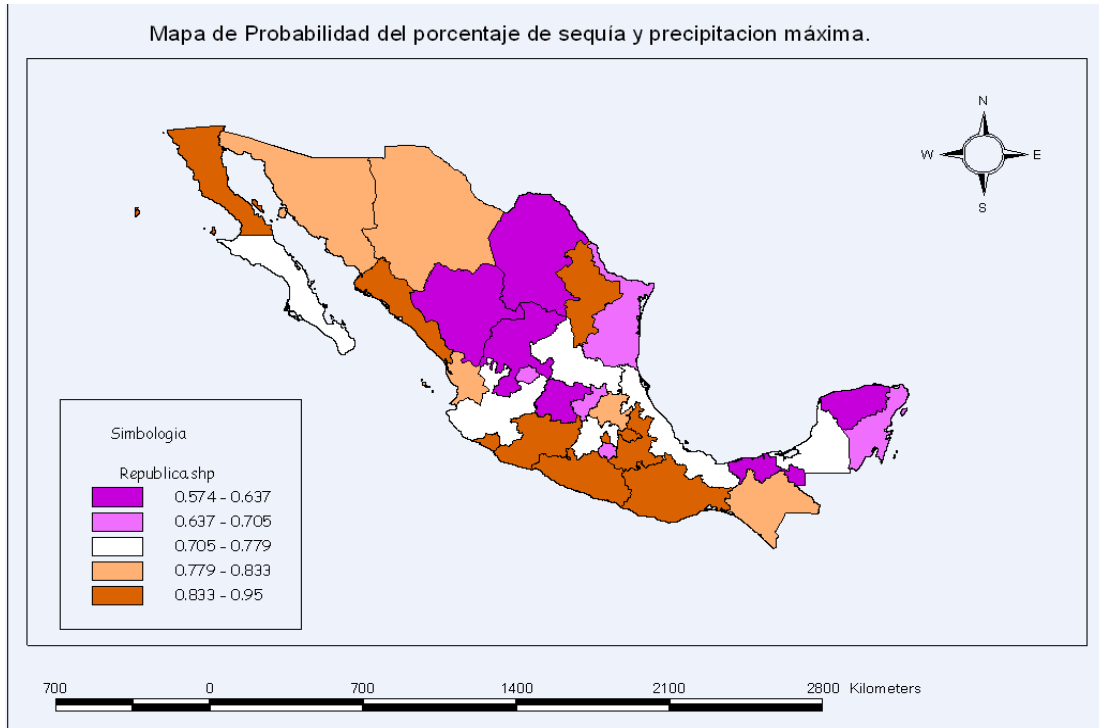 Mapa de Probabilidad del porcentaje de sequía y precipitacion máxima.
N
W E
S
Simbologia
Republica.shp
0.574 - 0.637
0.637 - 0.705
0.705 - 0.779
0.779 - 0.833
0.833 - 0.95
700 0 700 1400 2100 2800 Kilometers